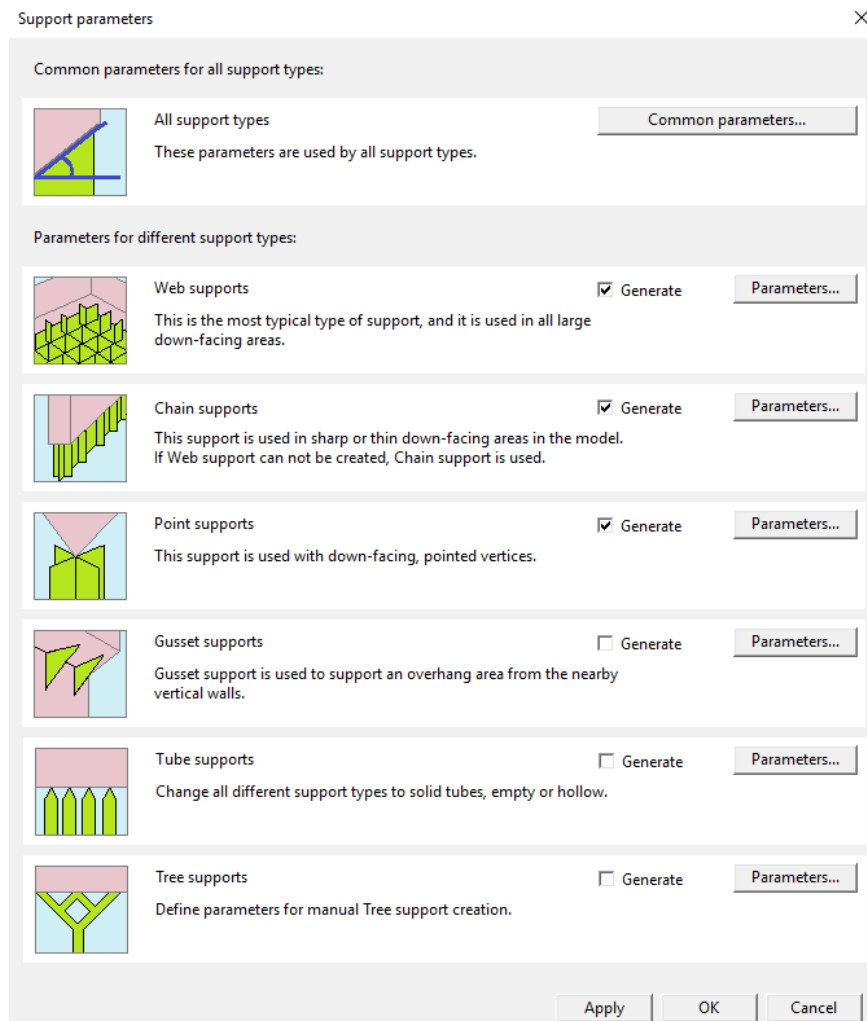 Support parameters
Common parameters for all support types:
All support types
Common parameters...
These parameters are used by all support types.
Parameters for different support types:
Web supports
Generate
Parameters...
This is the most typical type of support, and it is used in all large
down-facing areas.
Chain supports
Generate
Parameters...
This support is used in sharp or thin down-facing areas in the model.
If Web support can not be created, Chain support is used.
Point supports
Generate
Parameters...
This support is used with down-facing, pointed vertices.
Gusset supports
Generate
Parameters...
Gusset support is used to support an overhang area from the nearby
vertical walls.
Tube supports
Generate
Parameters...
Change all different support types to solid tubes, empty or hollow.
Tree supports
Generate
Parameters...
Define parameters for manual Tree support creation.
Apply
OK
Cancel